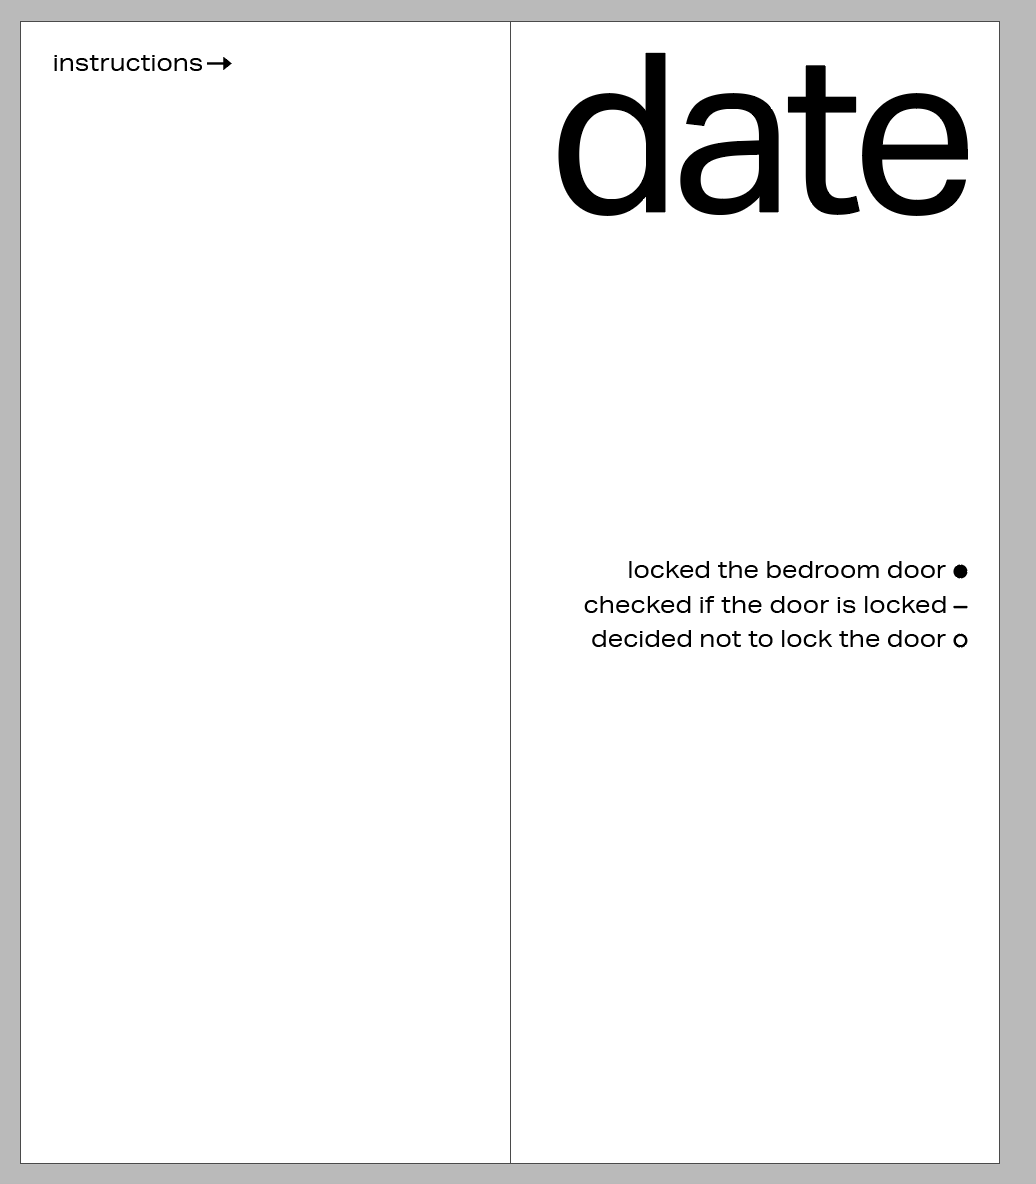 instructions→
date
locked the bedroom door ●
checked if the door is locked –
decided not to lock the door ○